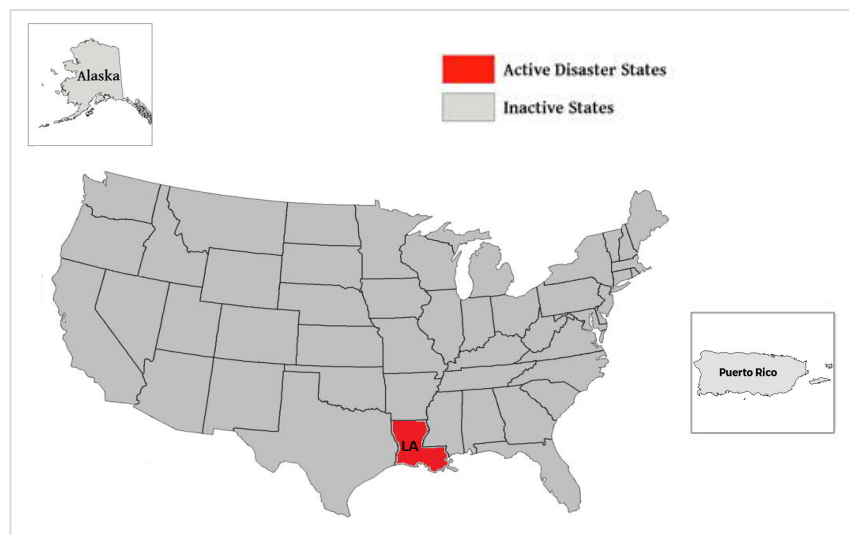 Alaska
Active Disaster States
Inactive States
Puerto Rico
LA